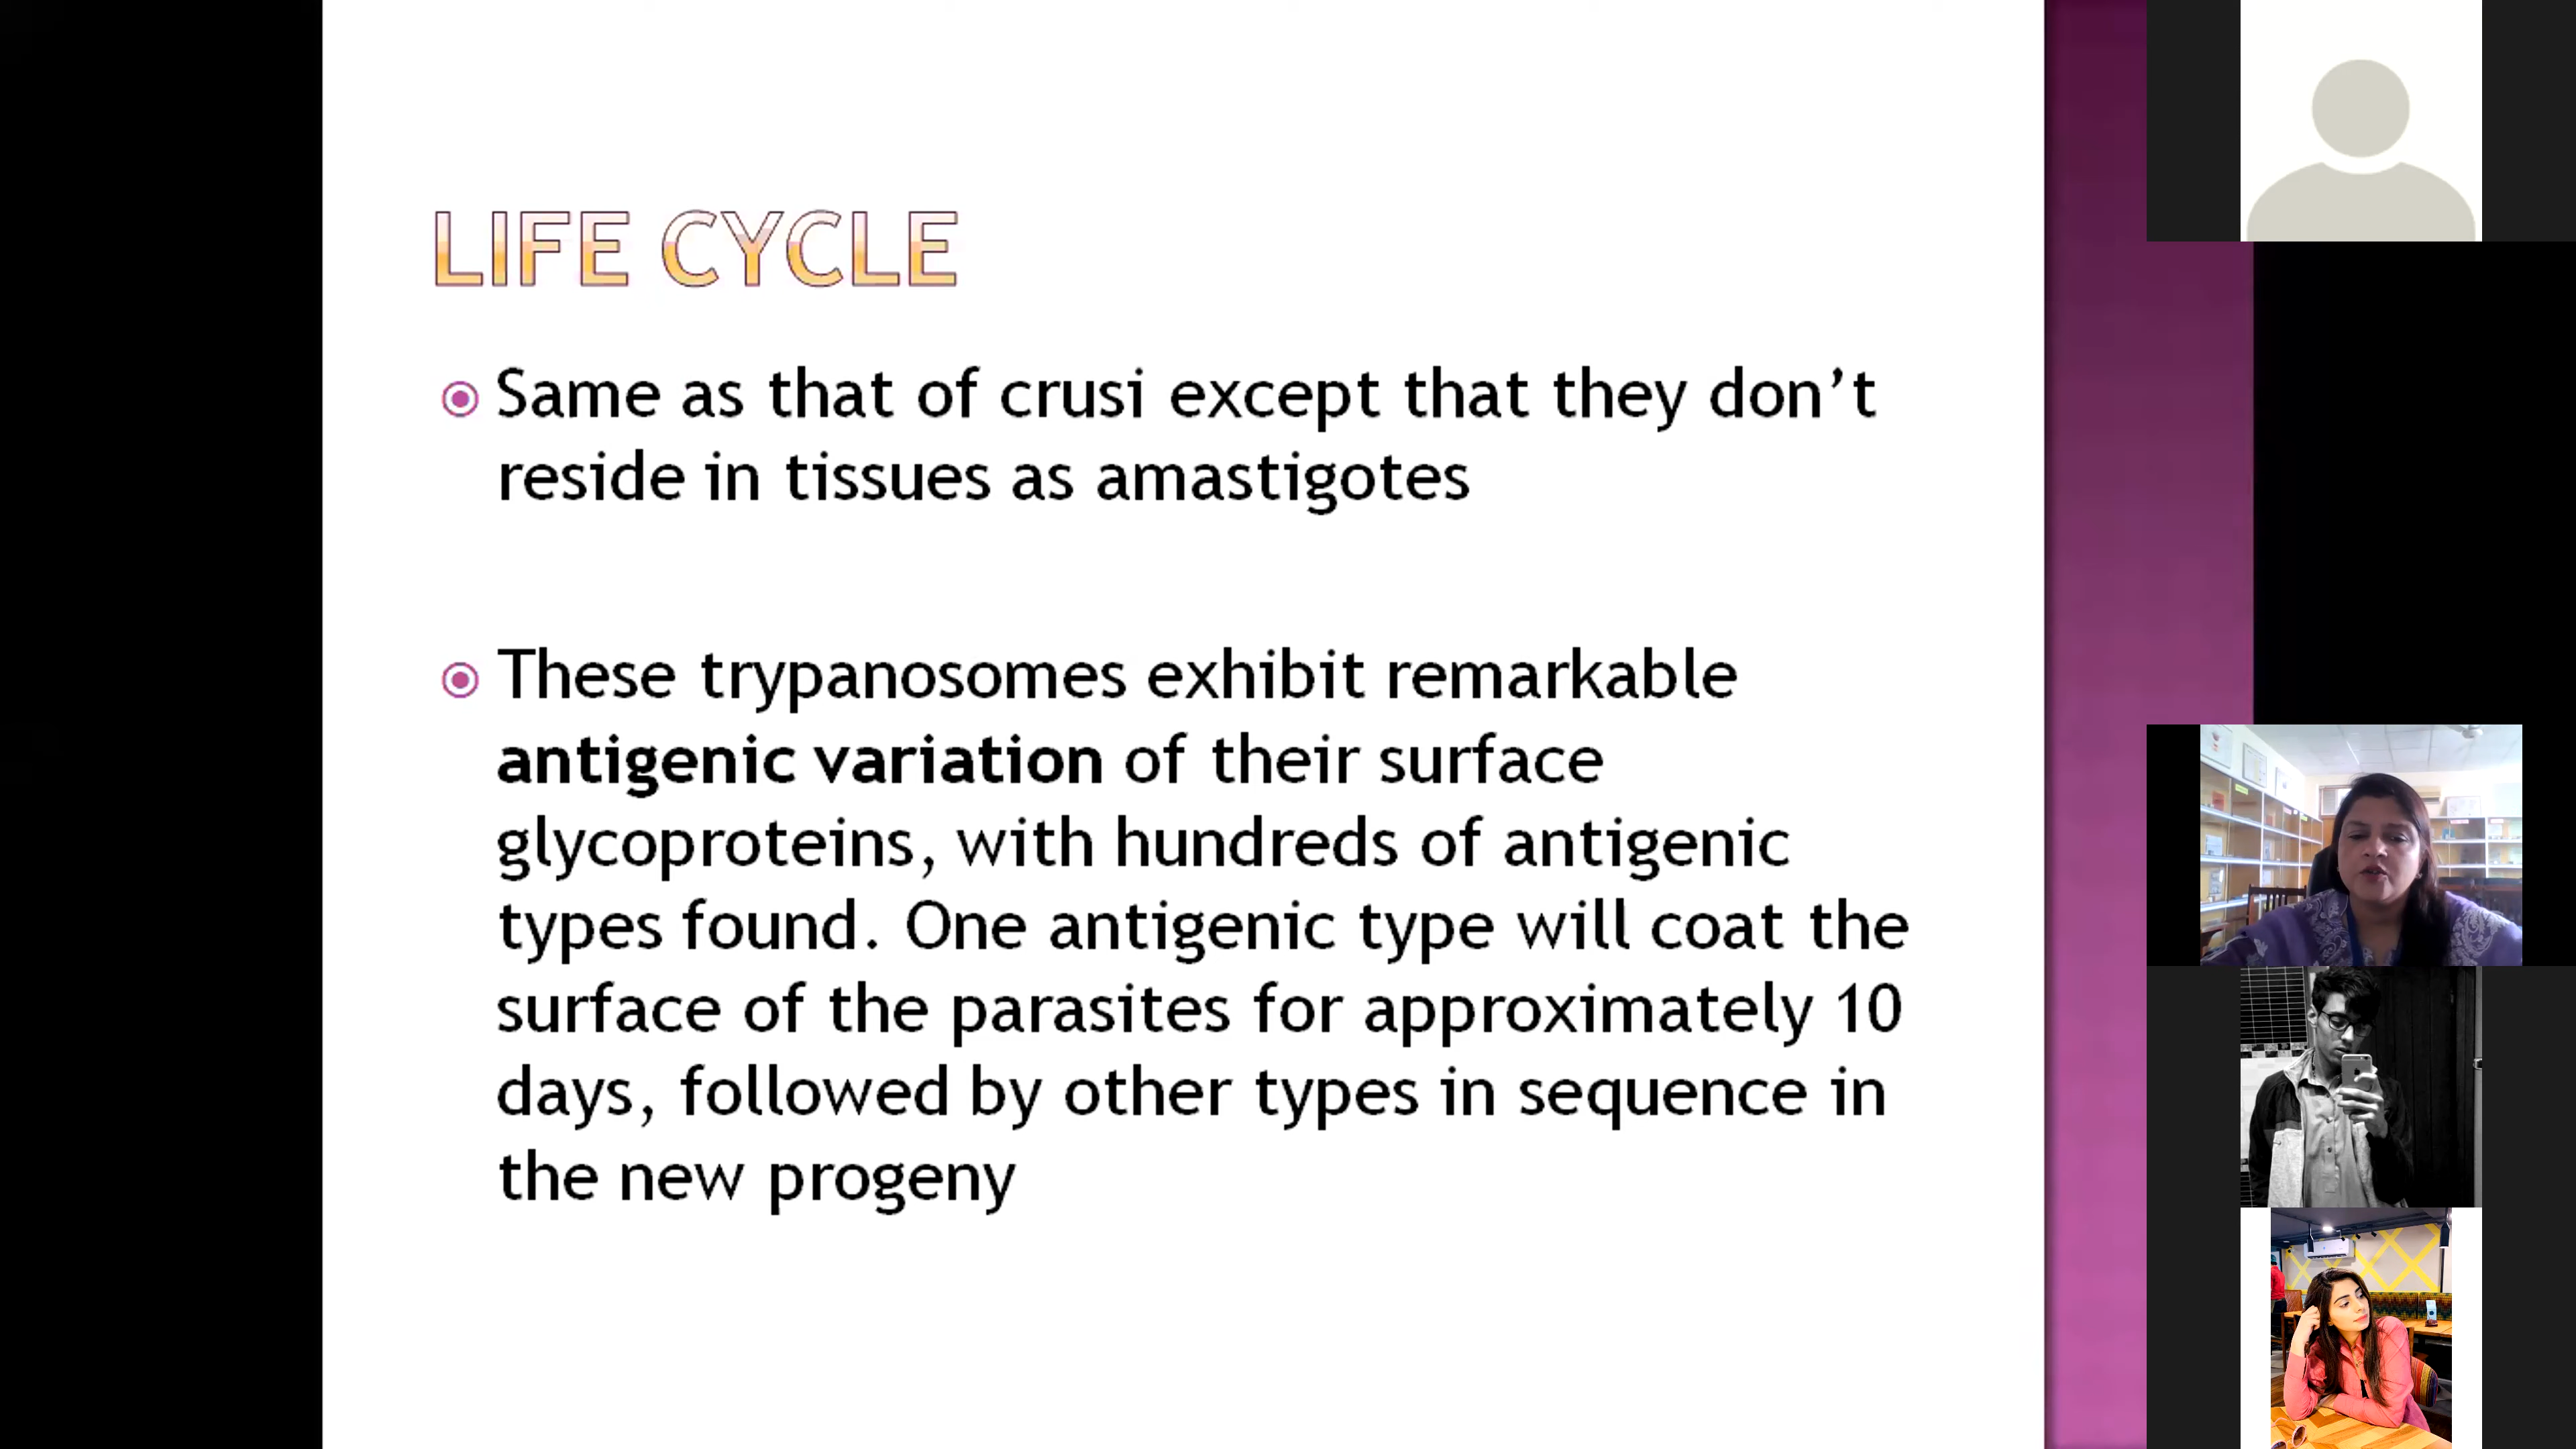 LIFE CYCLE
Same as that of crusi except that they don’t
reside in tissues as amastigotes
These trypanosomes exhibit remarkable
antigenic variation of their surface
glycoproteins, with hundreds of antigenic
types found. One antigenic type will coat the
surface of the parasites for approximately 10
days, followed by other types in sequence in
the new progeny